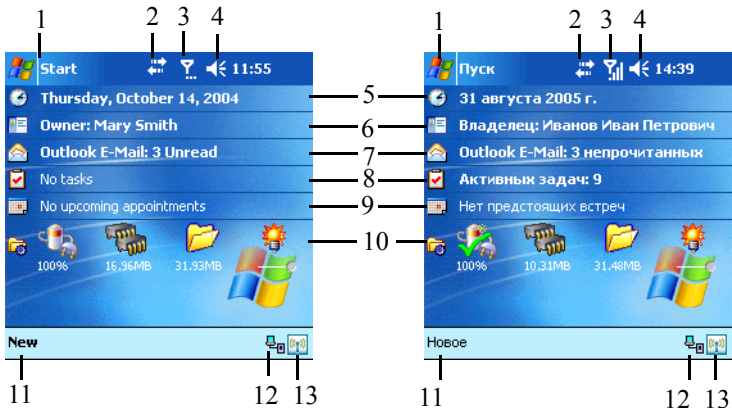 1 2 3 4
Start 11:55
Thursday, October 14, 2004
Owner: Mary Smith
Outlook E-Mail: 3 Unread
No tasks
No upcoming appointments
100% 16,96MB 31.93MB
New
11 12 13
5
6
7
8
9
10
1 2 3 4
Пуск 14:39
31 августа 2005 г.
Владелец: Иванов Иван Петрович
Outlook E-Mail: 3 непрочитанных
Активных задач: 9
Нет предстоящих встреч
100% 10,31MB 31.48MB
Новое
11 12 13